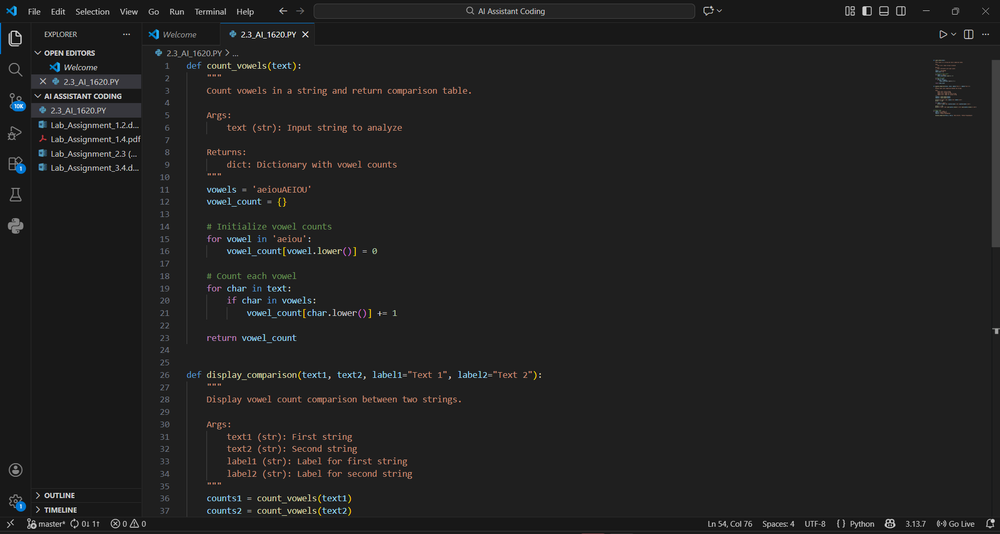 File Edit Selection View Go Run Terminal Help
AI Assistant Coding
EXPLORER
Welcome
2.3_AI_1620.PY
OPEN EDITORS
Welcome
2.3_AI_1620.PY
AI ASSISTANT CODING
2.3_AI_1620.PY
Lab_Assignment_1.2.d...
Lab_Assignment_1.4.pdf
Lab_Assignment_2.3 (...
Lab_Assignment_3.4.d...
10K
1
OUTLINE
TIMELINE
1
2.3_AI_1620.PY > ...
1 def count_vowels(text):
2 """
3 Count vowels in a string and return comparison table.
4
5 Args:
6 text (str): Input string to analyze
7
8 Returns:
9 dict: Dictionary with vowel counts
10 """
11 vowels = 'aeiouAEIOU'
12 vowel_count = {}
13
14 # Initialize vowel counts
15 for vowel in 'aeiou':
16 vowel_count[vowel.lower()] = 0
17
18 # Count each vowel
19 for char in text:
20 if char in vowels:
21 vowel_count[char.lower()] += 1
22
23 return vowel_count
24
25
26 def display_comparison(text1, text2, label1="Text 1", label2="Text 2"):
27 """
28 Display vowel count comparison between two strings.
29
30 Args:
31 text1 (str): First string
32 text2 (str): Second string
33 label1 (str): Label for first string
34 label2 (str): Label for second string
35 """
36 counts1 = count_vowels(text1)
37 counts2 = count_vowels(text2)
master* 0↓ 1↑ 0 0
Ln 54, Col 76 Spaces: 4 UTF-8 {} Python 3.13.7 Go Live